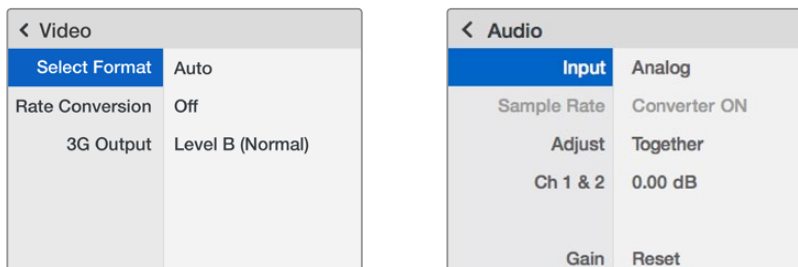 < Video
Select Format Auto
Rate Conversion Off
3G Output Level B (Normal)
< Audio
Input Analog
Sample Rate Converter ON
Adjust Together
Ch 1 & 2 0.00 dB
Gain Reset